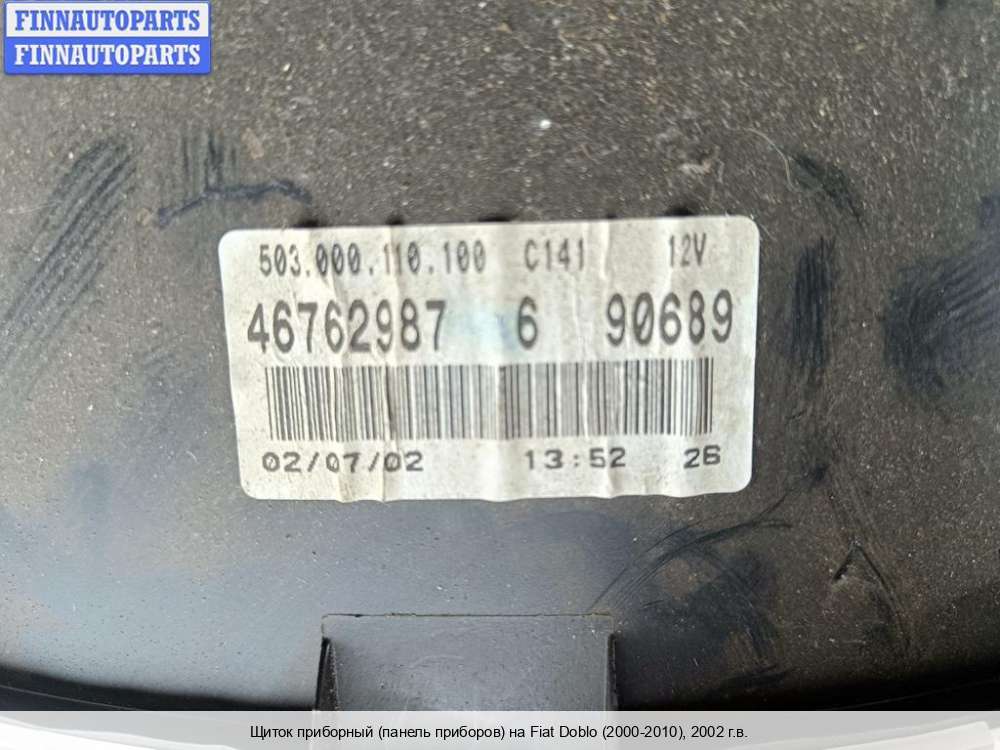 FINNAUTOPARTS
FINNAUTOPARTS
503.000.110.100 C141 12V
46762987 6 90689
02/07/02 13:52 26
Щиток приборный (панель приборов) на Fiat Doblo (2000-2010), 2002 г.в.